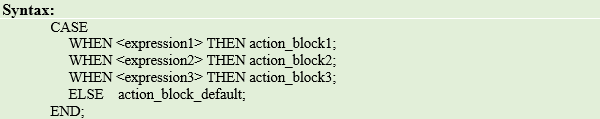 Syntax:
CASE
WHEN <expression1> THEN action_block1;
WHEN <expression2> THEN action_block2;
WHEN <expression3> THEN action_block3;
ELSE action_block_default;
END;